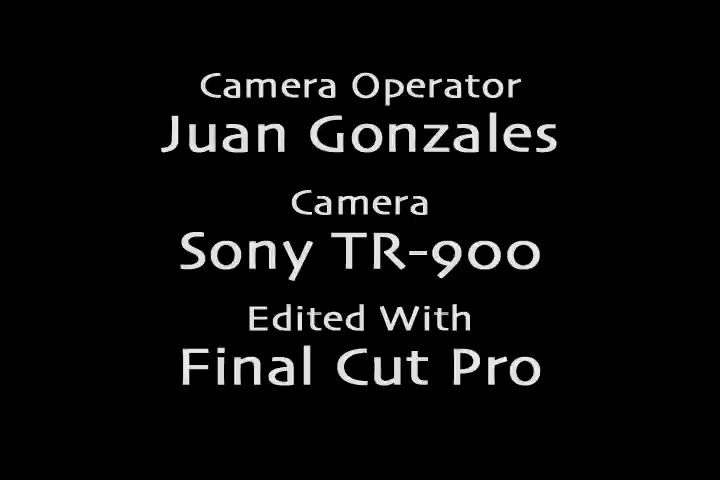 Camera Operator
Juan Gonzales
Camera
Sony TR-900
Edited With
Final Cut Pro